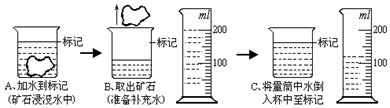 标记
A.加水到标记
(矿石浸没水中)
标记
B.取出矿石
(准备补充水)
ml
200
100
标记
C.将量筒中水倒
入杯中至标记
ml
200
100